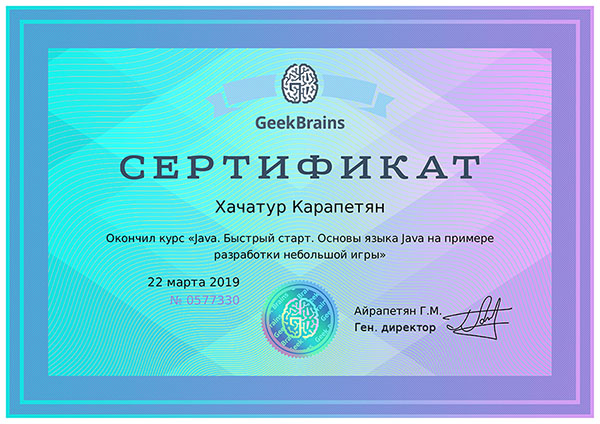 GeekBrains
СЕРТИФИКАТ
Хачатур Карапетян
Окончил курс «Java. Быстрый старт. Основы языка Java на примере
разработки небольшой игры»
22 марта 2019
№ 0577330
Айрапетян Г.М.
Ген. директор